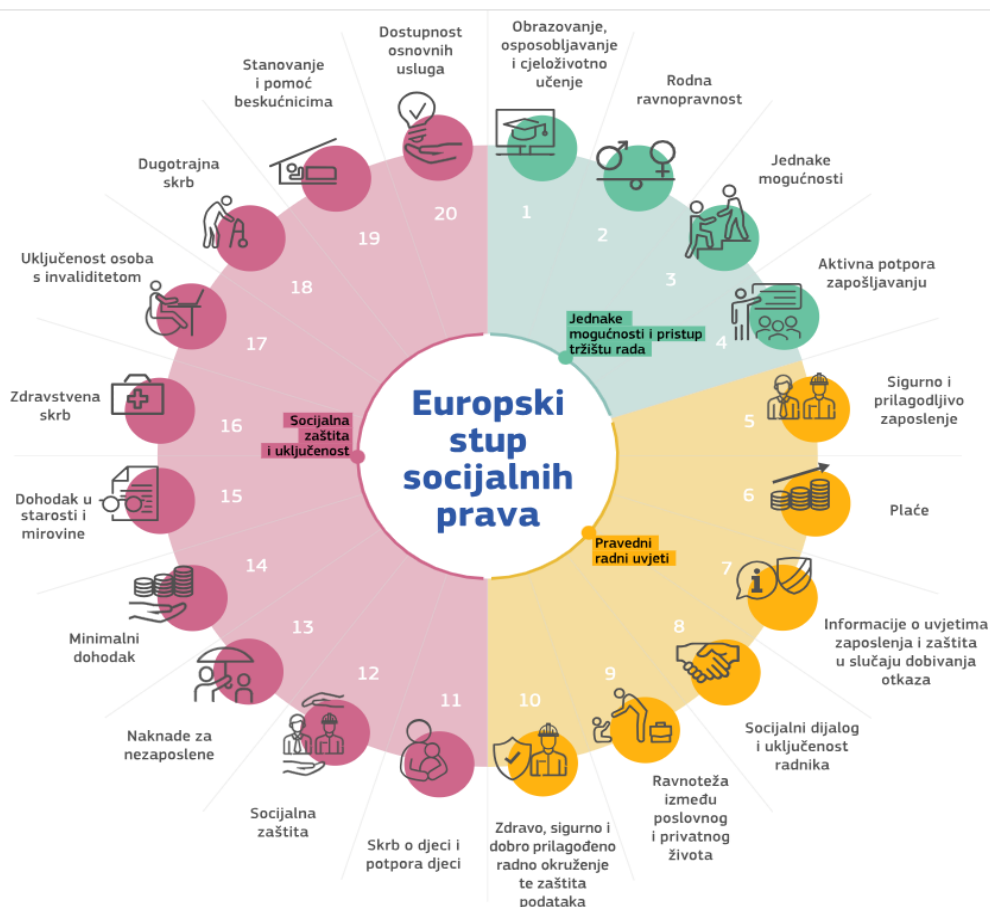 Europski
stup
socijalnih
prava
Jednake
mogućnosti i pristup
tržištu rada
1
Obrazovanje,
osposobljavanje
i cjeloživotno
učenje
2
Rodna
ravnopravnost
3
Jednake
mogućnosti
4
Aktivna potpora
zapošljavanju
Pravedni
radni uvjeti
5
Sigurno i
prilagodljivo
zaposlenje
6
Plaće
7
Informacije o uvjetima
zaposlenja i zaštita
u slučaju dobivanja
otkaza
8
Socijalni dijalog
i uključenost
radnika
9
Ravnoteža
između
poslovnog
i privatnog
života
10
Zdravo, sigurno i
dobro prilagođeno
radno okruženje
te zaštita
podataka
Socijalna
zaštita
i uključenost
11
Skrb o djeci i
potpora djeci
12
Socijalna
zaštita
13
Naknade za
nezaposlene
14
Minimalni
dohodak
15
Dohodak u
starosti i
mirovine
16
Zdravstvena
skrb
17
Uključenost osoba
s invaliditetom
18
Dugotrajna
skrb
19
Stanovanje
i pomoć
beskućnicima
20
Dostupnost
osnovnih
usluga